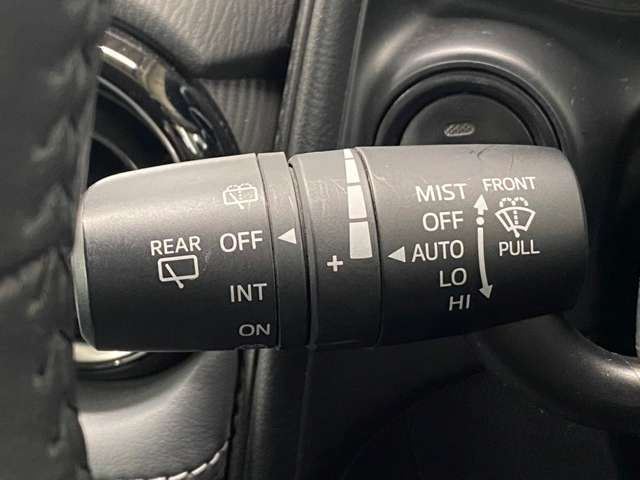 REAR
OFF
INT
ON
+
MIST
OFF
AUTO
LO
HI
FRONT
PULL